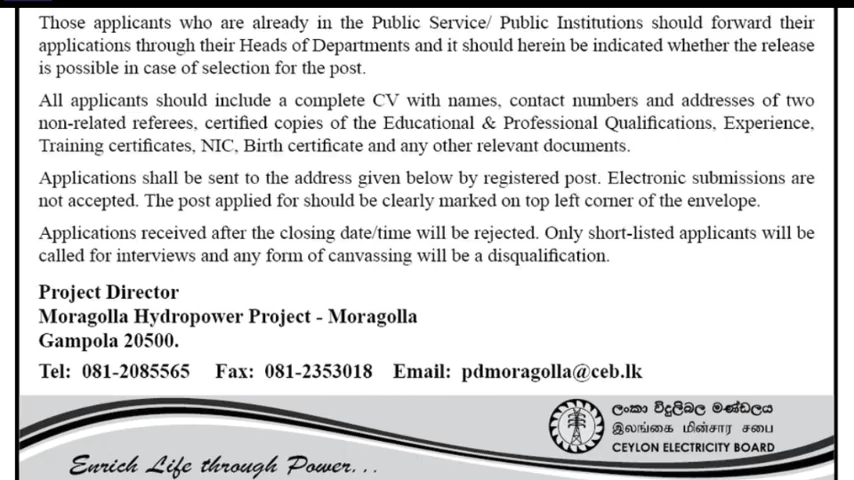 Those applicants who are already in the Public Service/ Public Institutions should forward their
applications through their Heads of Departments and it should herein be indicated whether the release
is possible in case of selection for the post.
All applicants should include a complete CV with names, contact numbers and addresses of two
non-related referees, certified copies of the Educational & Professional Qualifications, Experience,
Training certificates, NIC, Birth certificate and any other relevant documents.
Applications shall be sent to the address given below by registered post. Electronic submissions are
not accepted. The post applied for should be clearly marked on top left corner of the envelope.
Applications received after the closing date/time will be rejected. Only short-listed applicants will be
called for interviews and any form of canvassing will be a disqualification.
Project Director
Moragolla Hydropower Project - Moragolla
Gampola 20500.
Tel: 081-2085565 Fax: 081-2353018 Email: pdmoragolla@ceb.lk
ලංකා විදුලිබල මණ්ඩලය
இலங்கை மின்சார சபை
CEYLON ELECTRICITY BOARD
Enrich Life through Power...